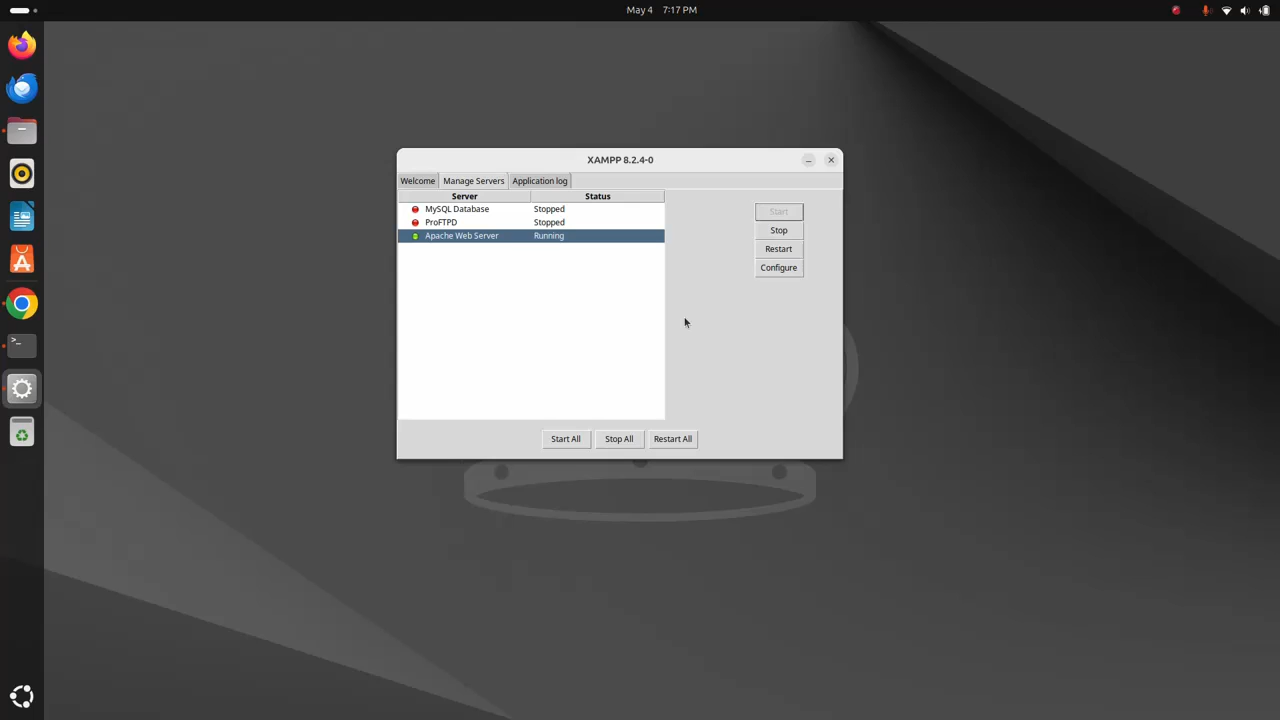 May 4 7:17 PM
XAMPP 8.2.4-0
Welcome Manage Servers Application log
Server Status
MySQL Database Stopped
ProFTPD Stopped
Apache Web Server Running
Start
Stop
Restart
Configure
Start All Stop All Restart All